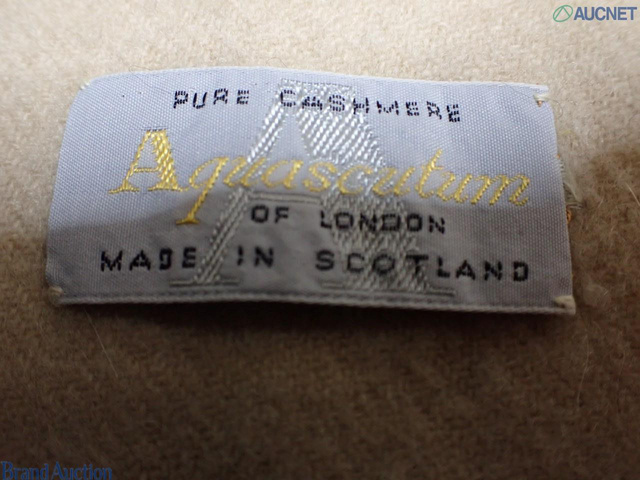 AUCNET
PURE CASHMERE
Aquascutum
OF LONDON
MADE IN SCOTLAND
Brand Auction